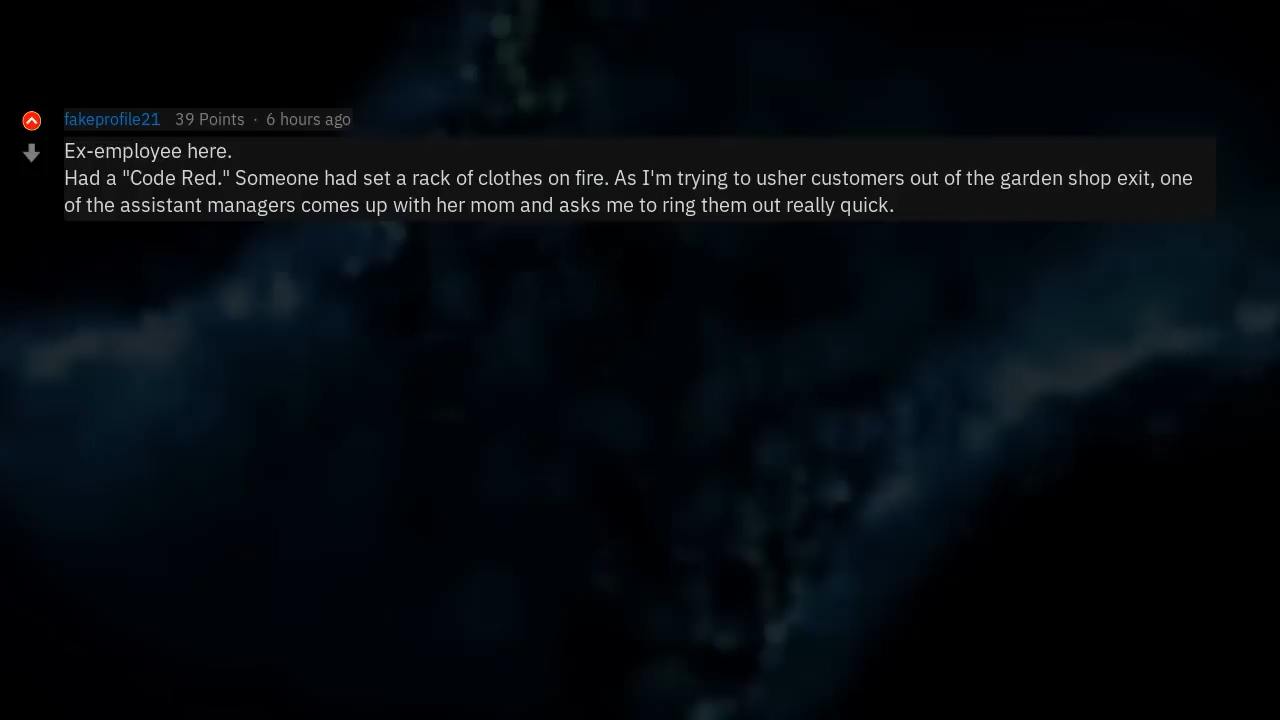 fakeprofile21 39 Points · 6 hours ago
Ex-employee here.
Had a "Code Red." Someone had set a rack of clothes on fire. As I'm trying to usher customers out of the garden shop exit, one
of the assistant managers comes up with her mom and asks me to ring them out really quick.